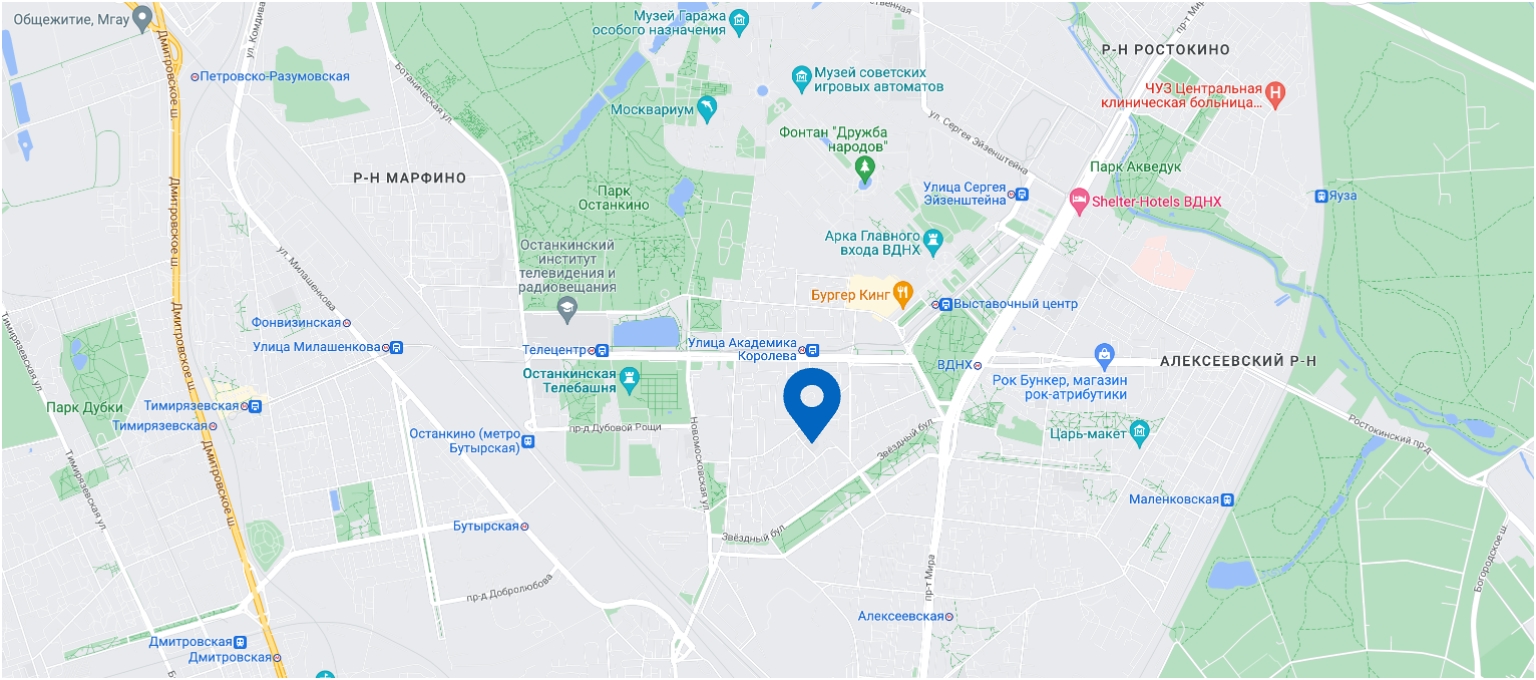 Общежитие, Мгау
ул. Комдива
Музей Гаража
особого назначения
пр-т Мира
Р-Н РОСТОКИНО
Петровско-Разумовская
Дмитровское ш
Ботаническая ул.
Музей советских
игровых автоматов
ЧУЗ Центральная
клиническая больница...
Москвариум
Фонтан "Дружба
народов"
ул. Сергея Эйзенштейна
Парк Акведук
Р-Н МАРФИНО
Дмитровское ш
Парк
Останкино
Улица Сергея
Эйзенштейна
Shelter-Hotels ВДНХ
Яуза
ул. Милашенкова
Останкинский
институт
телевидения и
радиовещания
Арка Главного
входа ВДНХ
Бургер Кинг
Выставочный центр
Тимирязевская ул.
Дмитровское ш
Фонвизинская
Улица Милашенкова
Телецентр
Улица Академика
Королева
ВДНХ
АЛЕКСЕЕВСКИЙ Р-Н
Останкинская
Телебашня
Рок Бункер, магазин
рок-атрибутики
Парк Дубки
Тимирязевская
Тимирязевская
Останкино (метро
Бутырская)
пр-д Дубовой Рощи
Новомосковская ул.
Звёздный бул.
Царь-макет
Ростокинский пр-д
Дмитровское ш
Тимирязевская ул.
Маленковская
Бутырская
Звёздный бул.
Богородское ш.
пр-д Добролюбова
пр-т Мира
Алексеевская
Дмитровская
Дмитровская